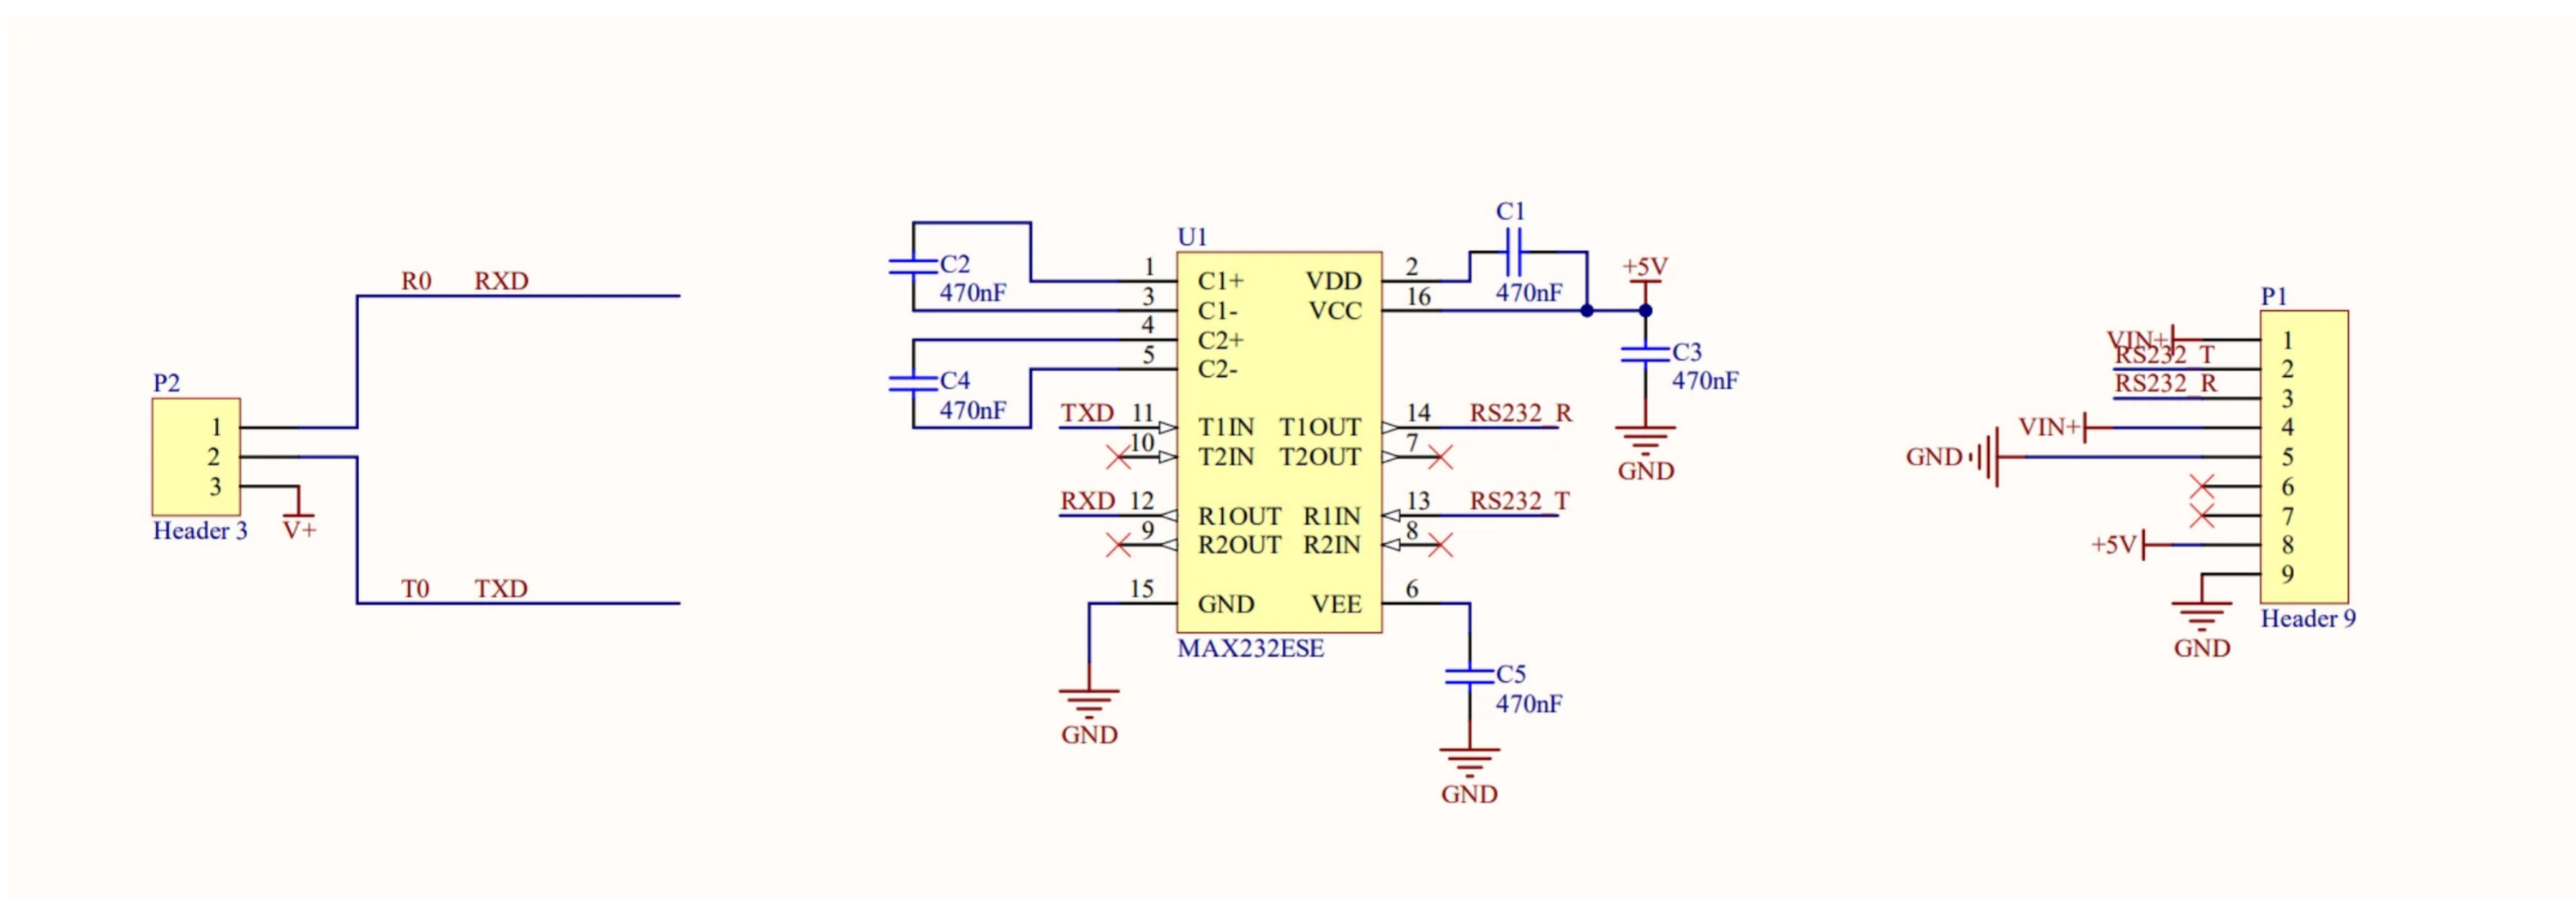 R0 RXD
P2
1
2
3
Header 3
V+
T0 TXD
C2
470nF
C4
470nF
U1
1 C1+ VDD 2
3 C1- VCC 16
4 C2+
5 C2-
TXD 11 T1IN T1OUT 14 RS232_R
10 T2IN T2OUT 7
RXD 12 R1OUT R1IN 13 RS232_T
9 R2OUT R2IN 8
15 GND VEE 6
MAX232ESE
GND
C1
470nF
+5V
C3
470nF
GND
C5
470nF
GND
P1
VIN+ 1
RS232_T 2
RS232_R 3
VIN+ 4
GND 5
6
7
+5V 8
9
Header 9
GND